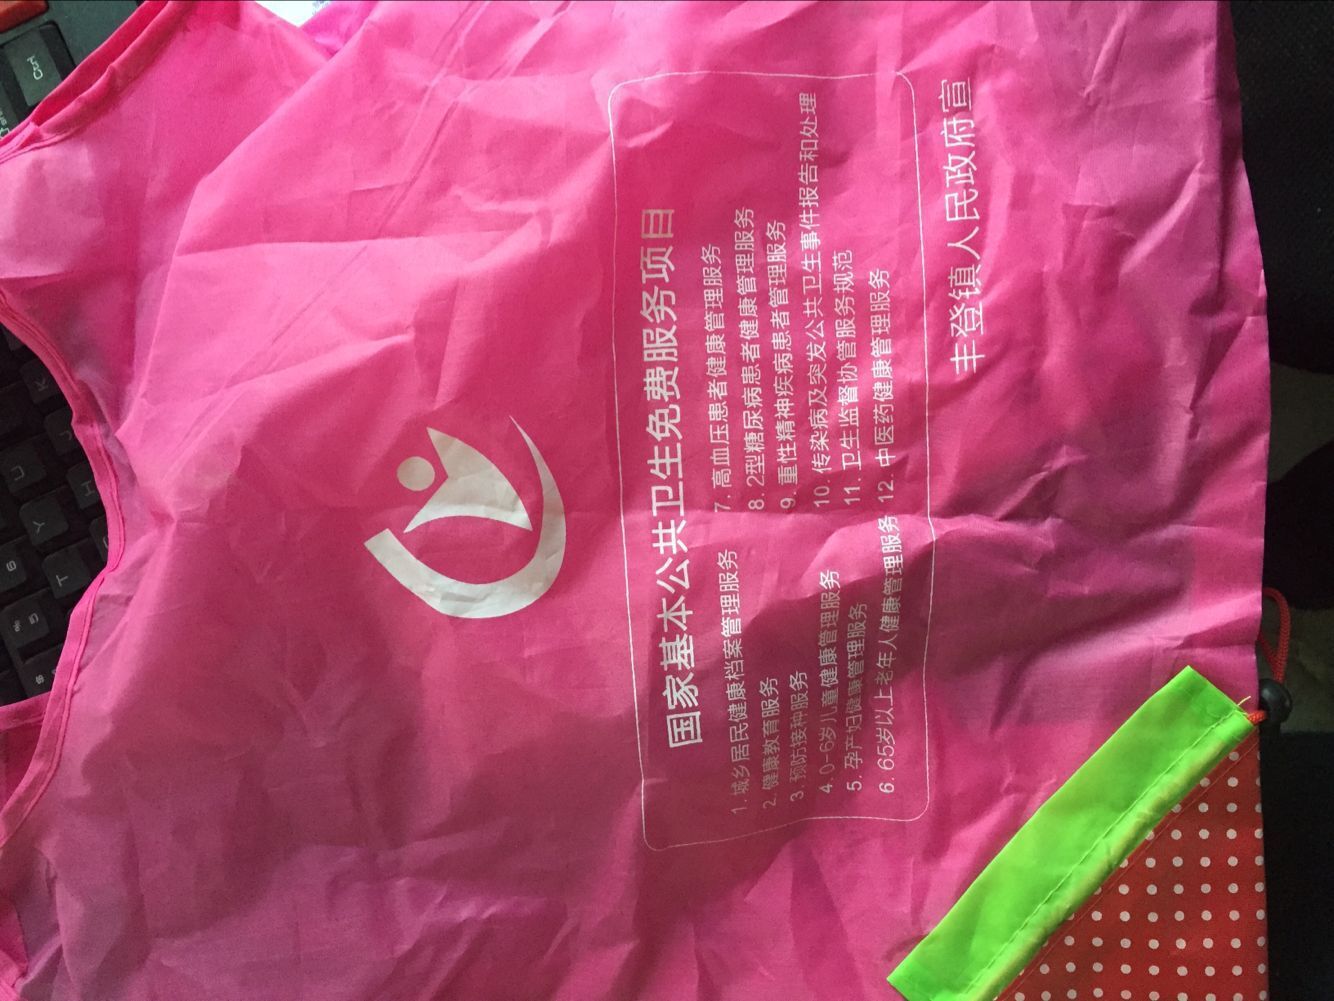 国家基本公共卫生免费服务项目
1. 城乡居民健康档案管理服务
2. 健康教育服务
3. 预防接种服务
4. 0-6岁儿童健康管理服务
5. 孕产妇健康管理服务
6. 65岁以上老年人健康管理服务
7. 高血压患者健康管理服务
8. 2型糖尿病患者健康管理服务
9. 重性精神疾病患者管理服务
10. 传染病及突发公共卫生事件报告和处理
11. 卫生监督协管服务规范
12. 中医药健康管理服务
丰登镇人民政府宣
Ctrl
K
U
H
Y
T
6
5